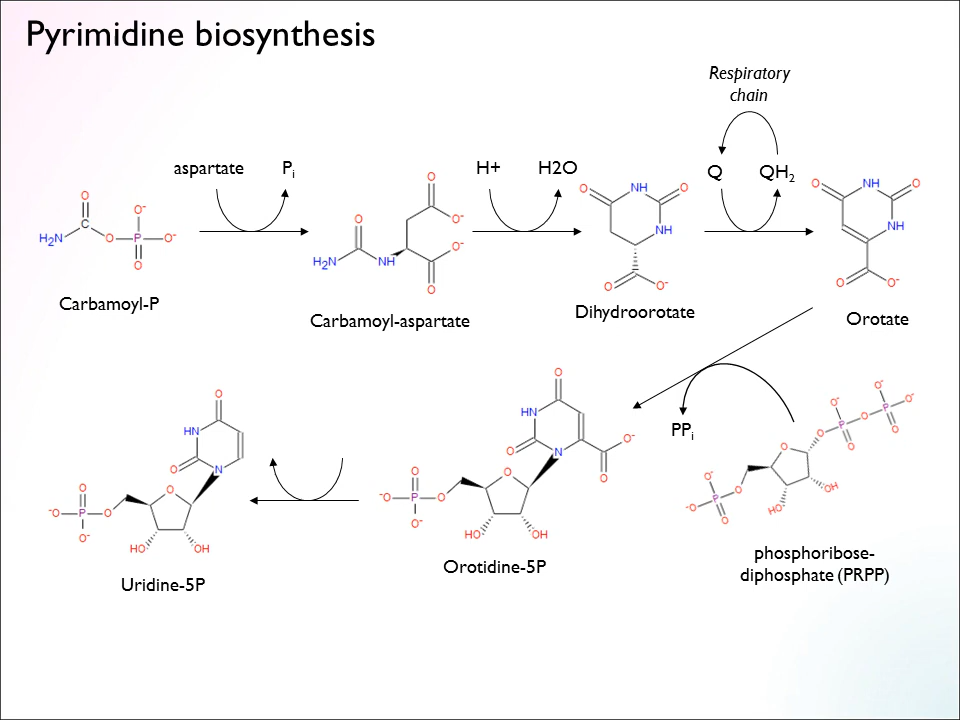 Pyrimidine biosynthesis
Respiratory
chain
aspartate
Pi
H+
H2O
Q
QH2
O
C
H2N
O
P
O-
O-
O
O
O-
O
O-
O
O
H2N
NH
O
NH
O
NH
O
O-
O
NH
O
NH
O
O-
Carbamoyl-P
Carbamoyl-aspartate
Dihydroorotate
Orotate
PPi
O
HN
O
N
O
O-
P
O
O-
O
HO
OH
Uridine-5P
O
HN
O
N
O-
O
O
O-
P
O
O-
O
HO
OH
Orotidine-5P
O-
O-
P
O
O-
P
O
O
O
O
O-
P
O-
O
O
OH
HO
phosphoribose-
diphosphate (PRPP)